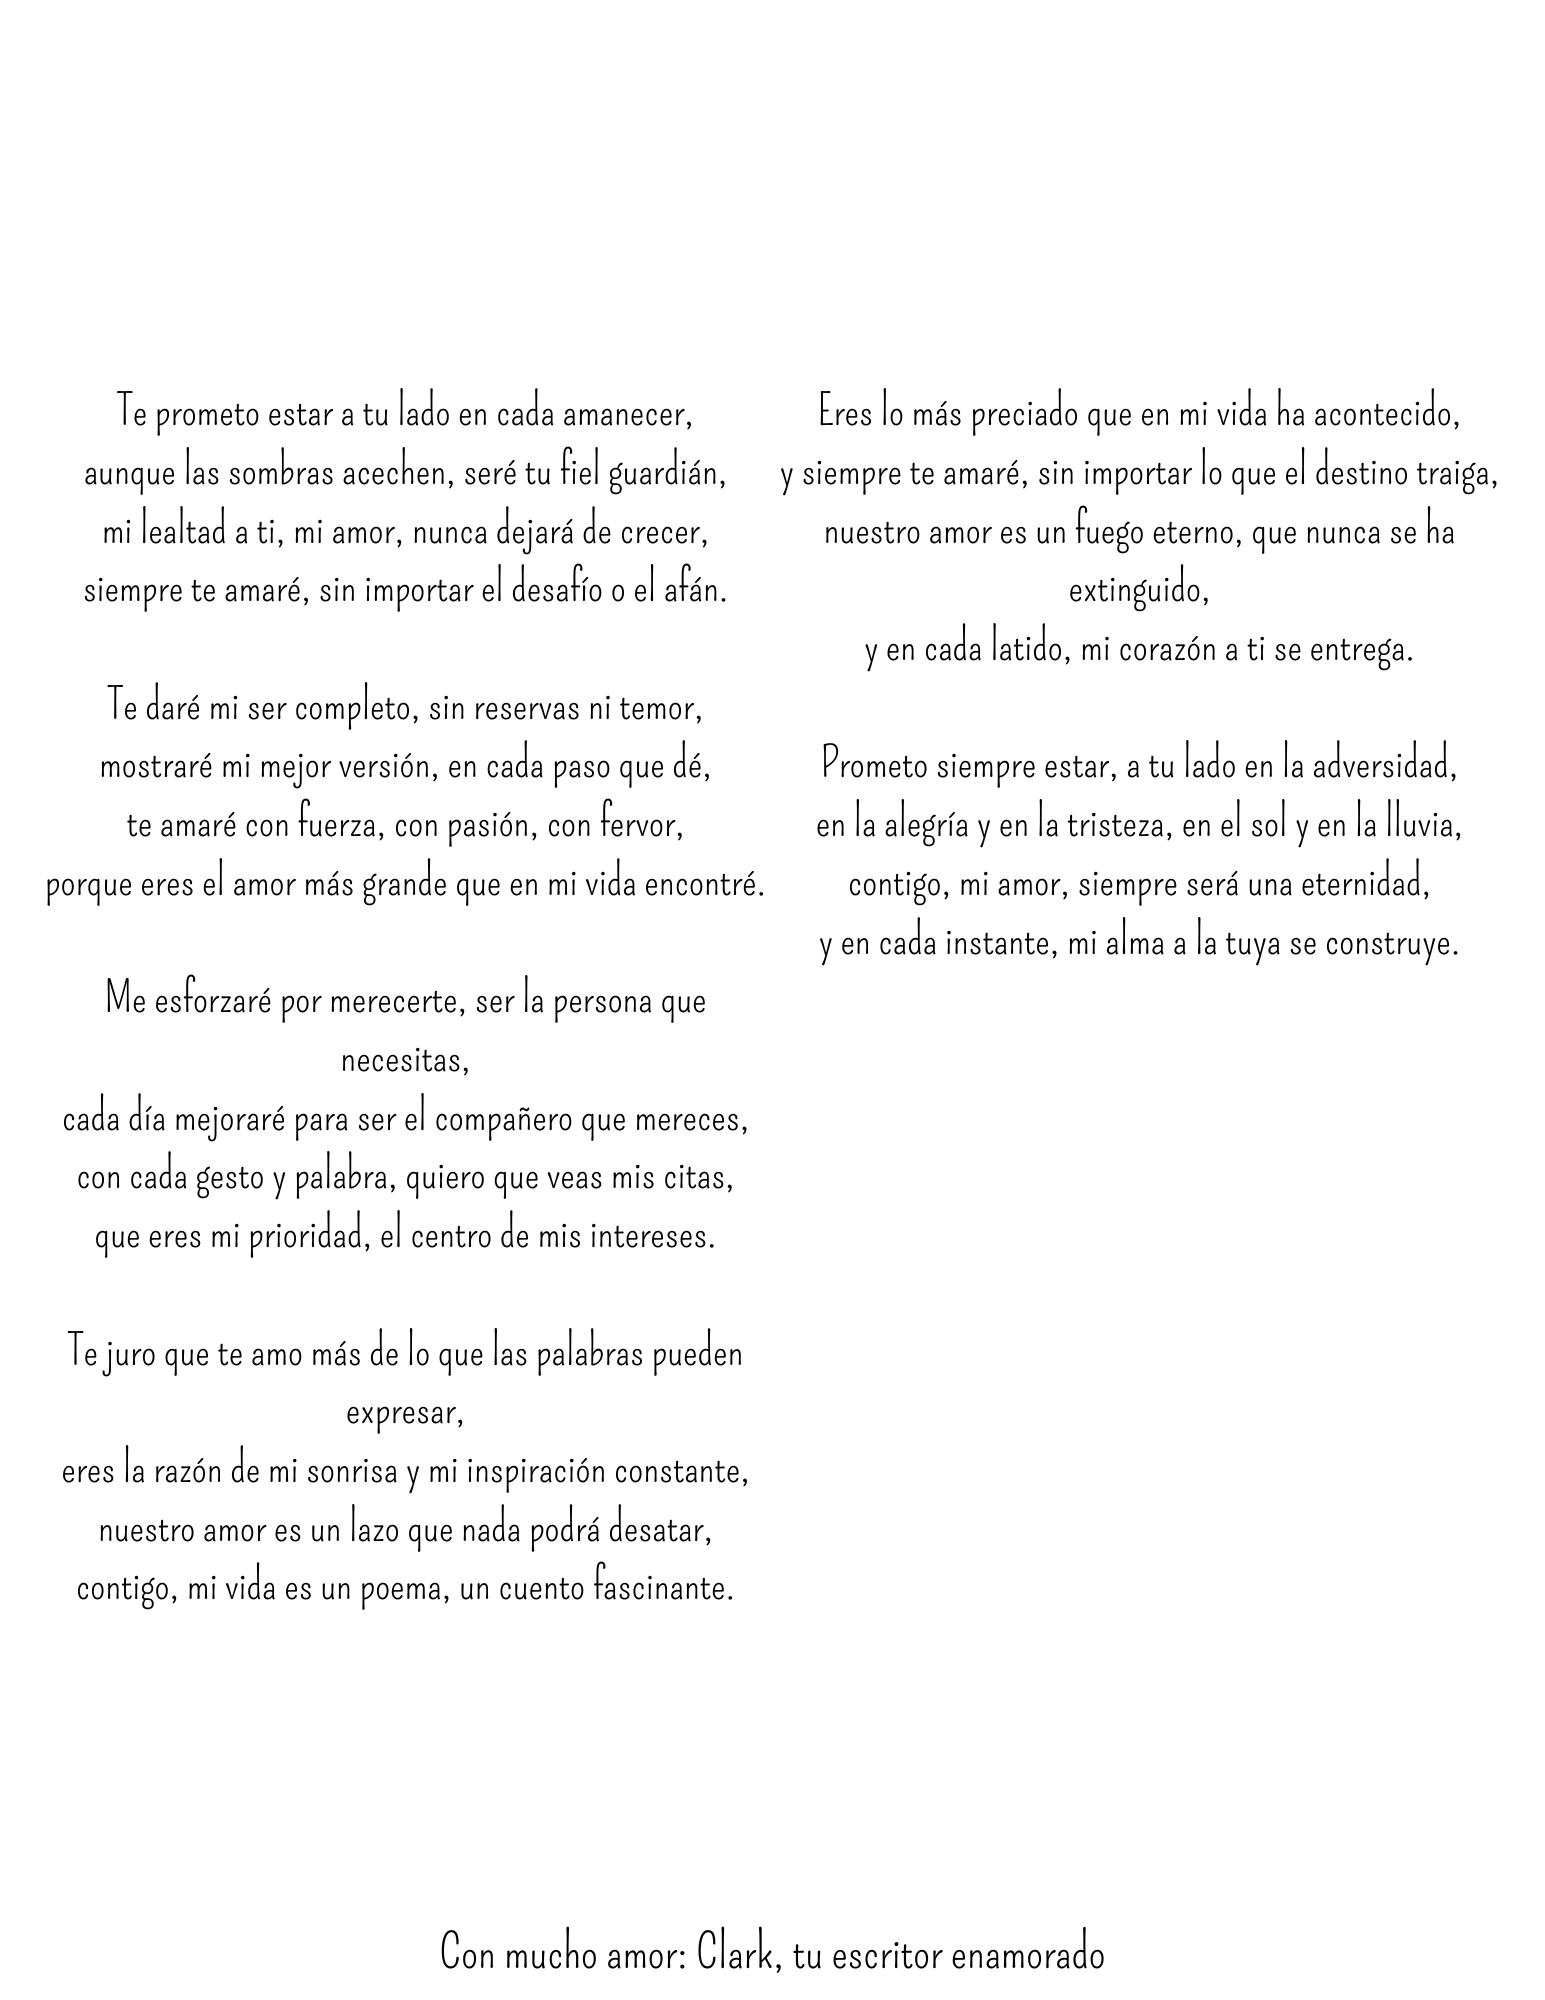 Te prometo estar a tu lado en cada amanecer,
aunque las sombras acechen, seré tu fiel guardián,
mi lealtad a ti, mi amor, nunca dejará de crecer,
siempre te amaré, sin importar el desafío o el afán.

Te daré mi ser completo, sin reservas ni temor,
mostraré mi mejor versión, en cada paso que dé,
te amaré con fuerza, con pasión, con fervor,
porque eres el amor más grande que en mi vida encontré.

Me esforzaré por merecerte, ser la persona que
necesitas,
cada día mejoraré para ser el compañero que mereces,
con cada gesto y palabra, quiero que veas mis citas,
que eres mi prioridad, el centro de mis intereses.

Te juro que te amo más de lo que las palabras pueden
expresar,
eres la razón de mi sonrisa y mi inspiración constante,
nuestro amor es un lazo que nada podrá desatar,
contigo, mi vida es un poema, un cuento fascinante.

Eres lo más preciado que en mi vida ha acontecido,
y siempre te amaré, sin importar lo que el destino traiga,
nuestro amor es un fuego eterno, que nunca se ha
extinguido,
y en cada latido, mi corazón a ti se entrega.

Prometo siempre estar, a tu lado en la adversidad,
en la alegría y en la tristeza, en el sol y en la lluvia,
contigo, mi amor, siempre será una eternidad,
y en cada instante, mi alma a la tuya se construye.

Con mucho amor: Clark, tu escritor enamorado